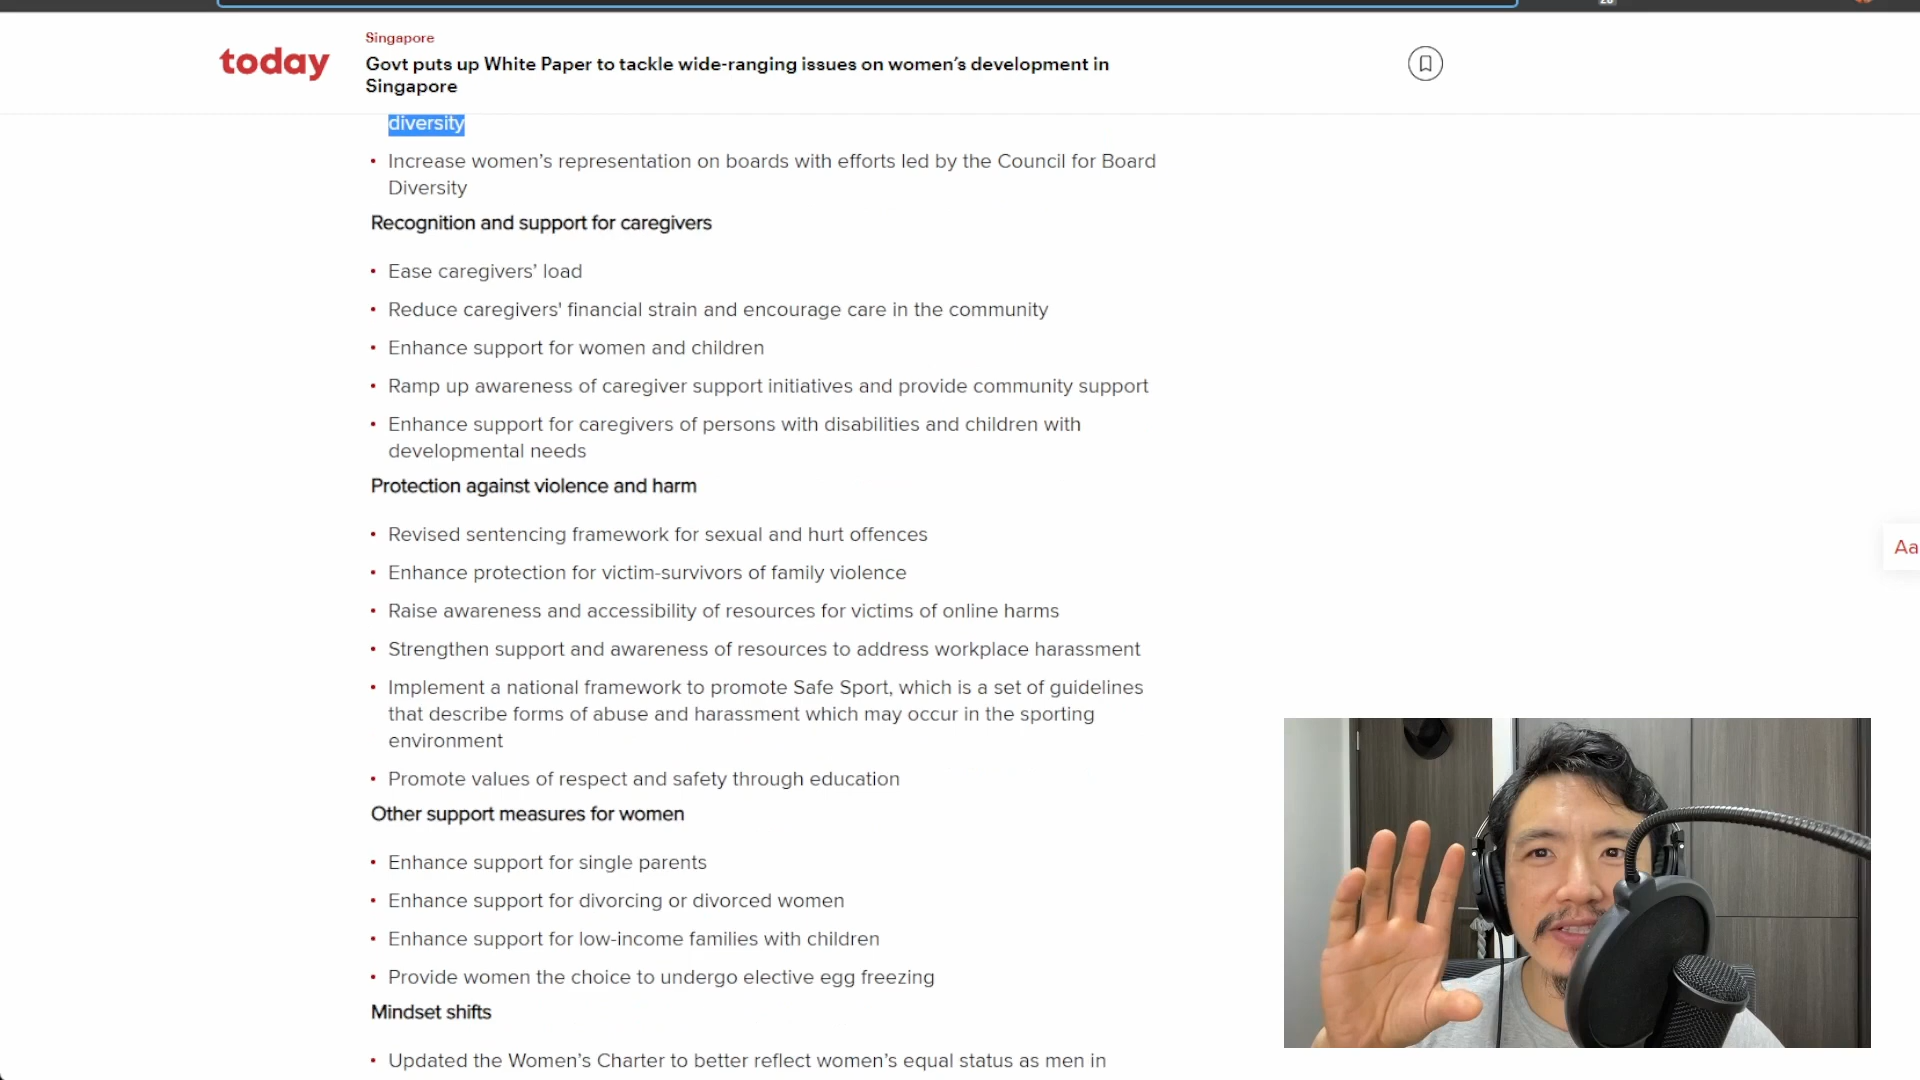 today
Singapore
Govt puts up White Paper to tackle wide-ranging issues on women’s development in
Singapore
diversity
• Increase women’s representation on boards with efforts led by the Council for Board
Diversity
Recognition and support for caregivers
• Ease caregivers’ load
• Reduce caregivers' financial strain and encourage care in the community
• Enhance support for women and children
• Ramp up awareness of caregiver support initiatives and provide community support
• Enhance support for caregivers of persons with disabilities and children with
developmental needs
Protection against violence and harm
• Revised sentencing framework for sexual and hurt offences
• Enhance protection for victim-survivors of family violence
• Raise awareness and accessibility of resources for victims of online harms
• Strengthen support and awareness of resources to address workplace harassment
• Implement a national framework to promote Safe Sport, which is a set of guidelines
that describe forms of abuse and harassment which may occur in the sporting
environment
• Promote values of respect and safety through education
Other support measures for women
• Enhance support for single parents
• Enhance support for divorcing or divorced women
• Enhance support for low-income families with children
• Provide women the choice to undergo elective egg freezing
Mindset shifts
• Updated the Women’s Charter to better reflect women’s equal status as men in
Aa